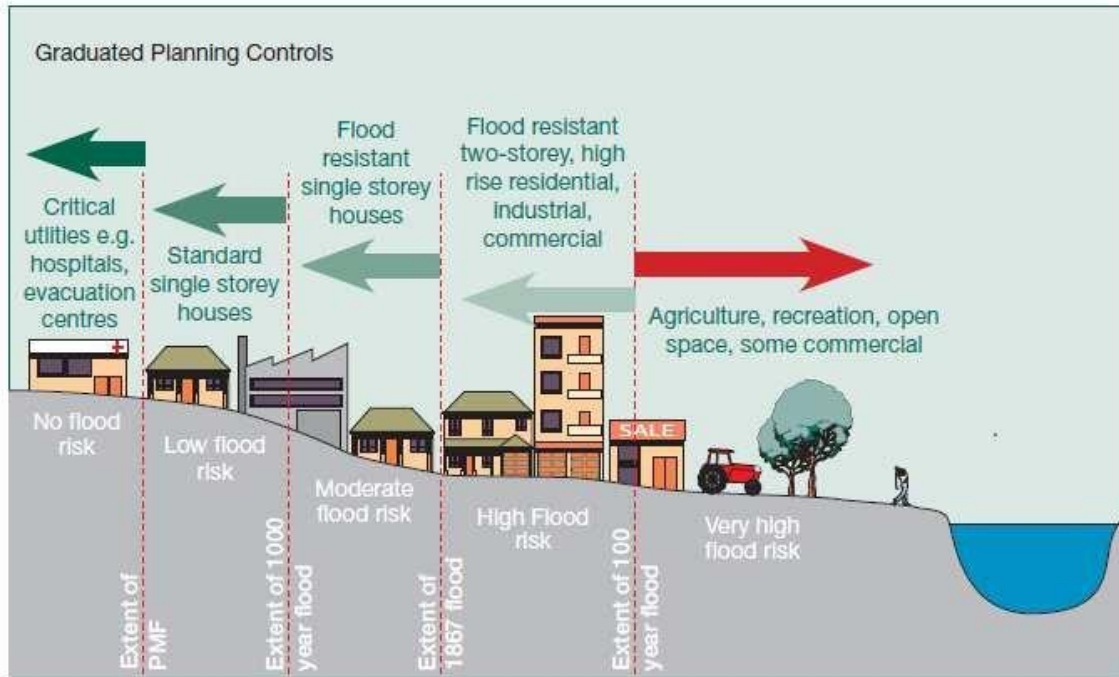 Graduated Planning Controls
Critical
utlities e.g.
hospitals,
evacuation
centres
Standard
single storey
houses
Flood
resistant
single storey
houses
Flood resistant
two-storey, high
rise residential,
industrial,
commercial
Agriculture, recreation, open
space, some commercial
SALE
No flood
risk
Low flood
risk
Moderate
flood risk
High Flood
risk
Very high
flood risk
Extent of
PMF
Extent of 1000
year flood
Extent of
1867 flood
Extent of 100
year flood